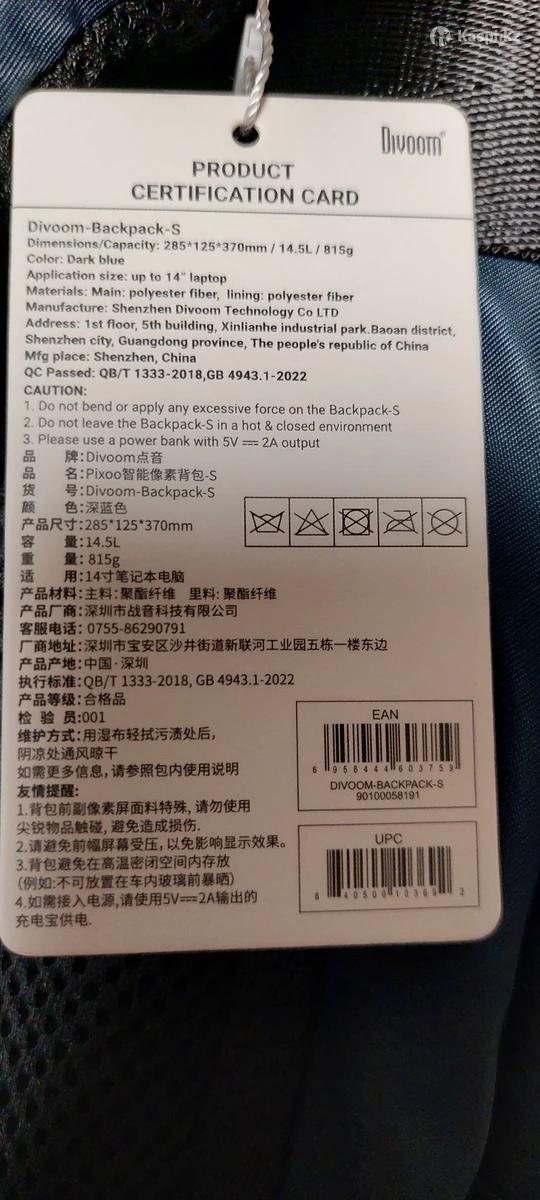 Kaspi.kz
Divoom®
PRODUCT
CERTIFICATION CARD
Divoom-Backpack-S
Dimensions/Capacity: 285*125*370mm / 14.5L / 815g
Color: Dark blue
Application size: up to 14" laptop
Materials: Main: polyester fiber, lining: polyester fiber
Manufacture: Shenzhen Divoom Technology Co LTD
Address: 1st floor, 5th building, Xinlianhe industrial park.Baoan district,
Shenzhen city, Guangdong province, The people's republic of China
Mfg place: Shenzhen, China
QC Passed: QB/T 1333-2018,GB 4943.1-2022
CAUTION:
1. Do not bend or apply any excessive force on the Backpack-S
2. Do not leave the Backpack-S in a hot & closed environment
3. Please use a power bank with 5V ⎓ 2A output
品 牌:Divoom点音
品 名:Pixoo智能像素背包-S
货 号:Divoom-Backpack-S
颜 色:深蓝色
产品尺寸:285*125*370mm
容 量:14.5L
重 量:815g
适 用:14寸笔记本电脑
产品材料:主料:聚酯纤维 里料:聚酯纤维
产品厂商:深圳市战音科技有限公司
客服电话:0755-86290791
厂商地址:深圳市宝安区沙井街道新联河工业园五栋一楼东边
产品产地:中国·深圳
执行标准:QB/T 1333-2018, GB 4943.1-2022
产品等级:合格品
检 验 员:001
维护方式:用湿布轻拭污渍处后,
阴凉处通风晾干
如需更多信息,请参照包内使用说明
友情提醒:
1.背包前副像素屏面料特殊, 请勿使用
尖锐物品触碰, 避免造成损伤.
2.请避免前幅屏幕受压, 以免影响显示效果。
3.背包避免在高温密闭空间内存放
(例如:不可放置在车内玻璃前暴晒)
4.如需接入电源,请使用5V⎓2A输出的
充电宝供电.
EAN
6 958444 603759
DIVOOM-BACKPACK-S
90100058191
UPC
8 40500 10369 2